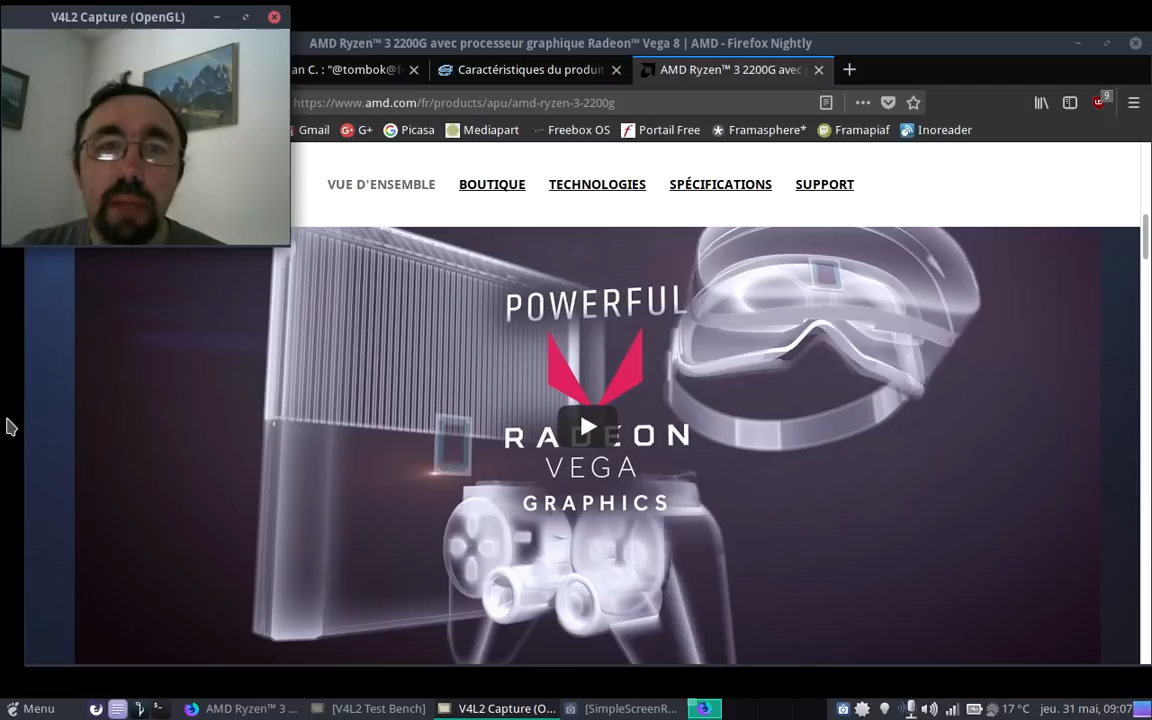 V4L2 Capture (OpenGL)
AMD Ryzen™ 3 2200G avec processeur graphique Radeon™ Vega 8 | AMD - Firefox Nightly
an C. : "@tombok@f
Caractéristiques du produit
AMD Ryzen™ 3 2200G avec
https://www.amd.com/fr/products/apu/amd-ryzen-3-2200g
9
Gmail G+ Picasa Mediapart Freebox OS Portail Free Framasphere* Framapiaf Inoreader
VUE D'ENSEMBLE BOUTIQUE TECHNOLOGIES SPÉCIFICATIONS SUPPORT
POWERFUL
RADEON
VEGA
GRAPHICS
Menu AMD Ryzen™ 3 ... [V4L2 Test Bench] V4L2 Capture (O... [SimpleScreenR... 17 °C jeu. 31 mai, 09:07